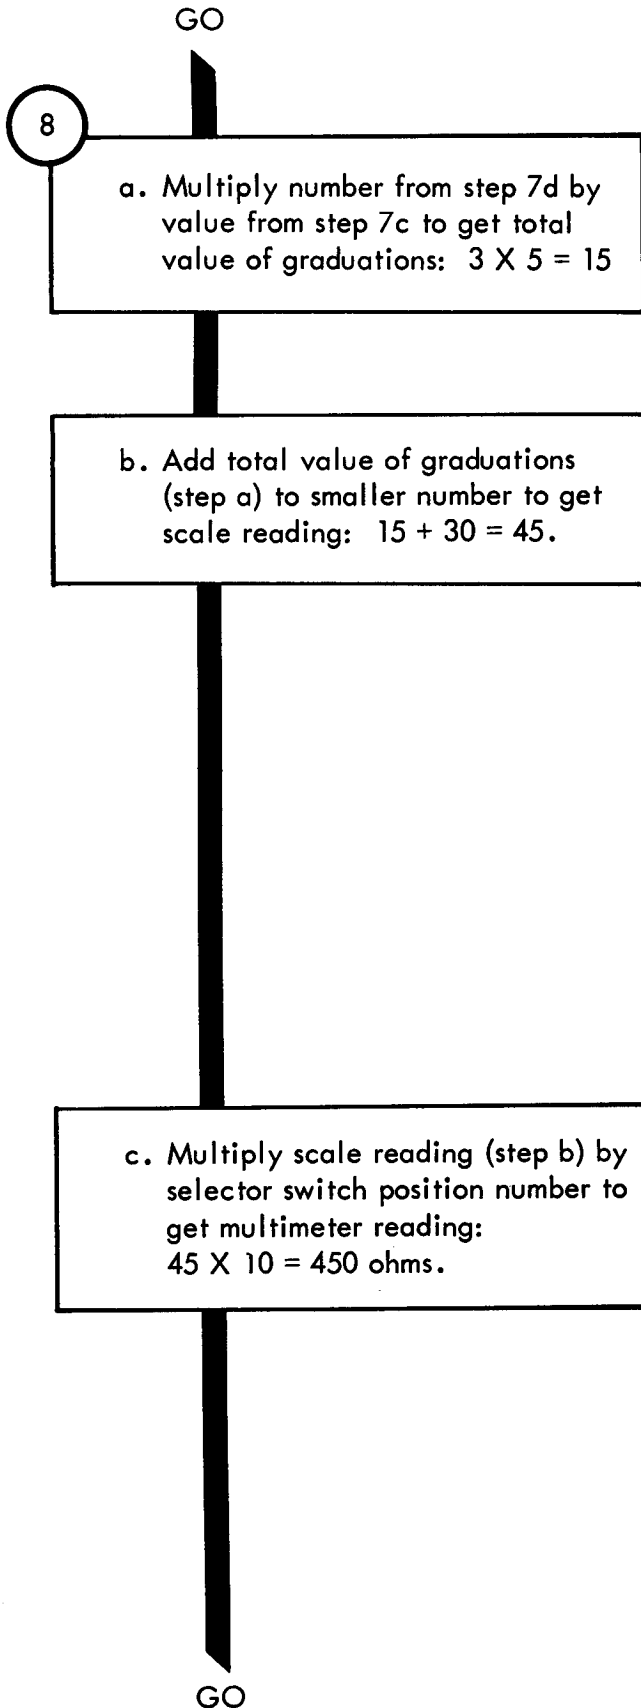 GO
8
a. Multiply number from step 7d by
value from step 7c to get total
value of graduations: 3 X 5 = 15
b. Add total value of graduations
(step a) to smaller number to get
scale reading: 15 + 30 = 45.
c. Multiply scale reading (step b) by
selector switch position number to
get multimeter reading:
45 X 10 = 450 ohms.
GO